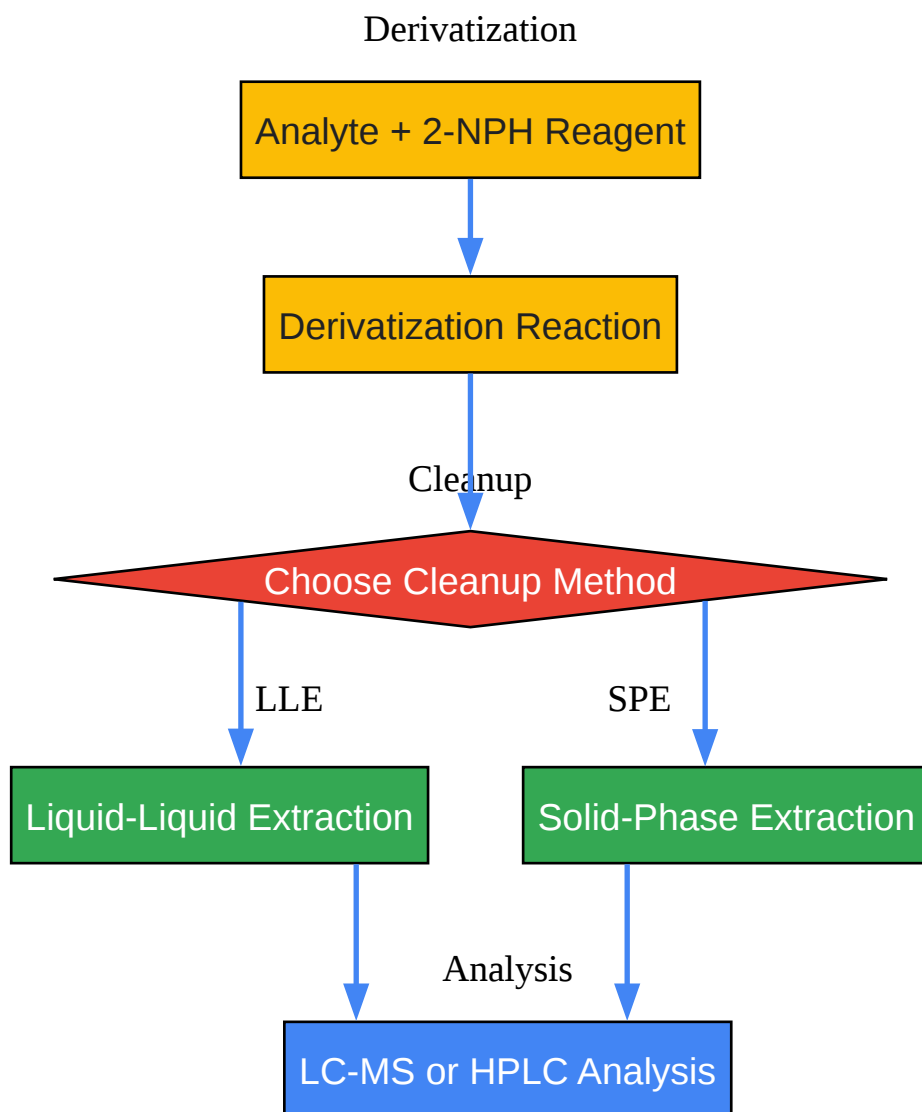 Derivatization
Analyte + 2-NPH Reagent
Derivatization Reaction
Cleanup
Choose Cleanup Method
LLE
SPE
Liquid-Liquid Extraction
Solid-Phase Extraction
Analysis
LC-MS or HPLC Analysis